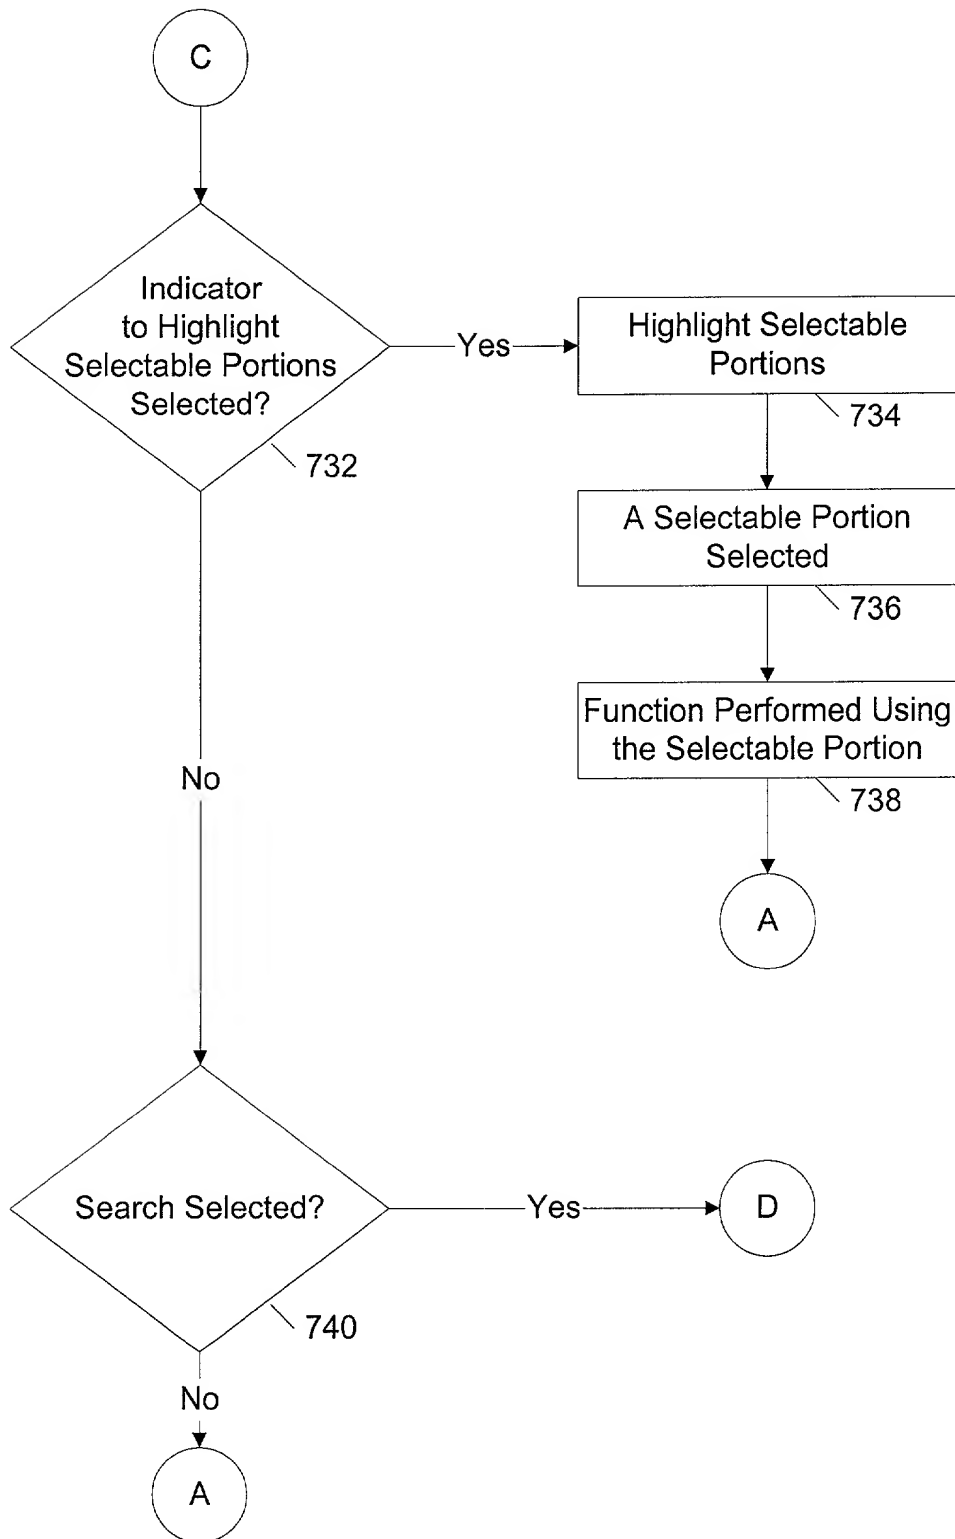 C
Indicator
to Highlight
Selectable Portions
Selected?
732
Yes
Highlight Selectable
Portions
734
A Selectable Portion
Selected
736
Function Performed Using
the Selectable Portion
738
A
No
Search Selected?
740
Yes
D
No
A